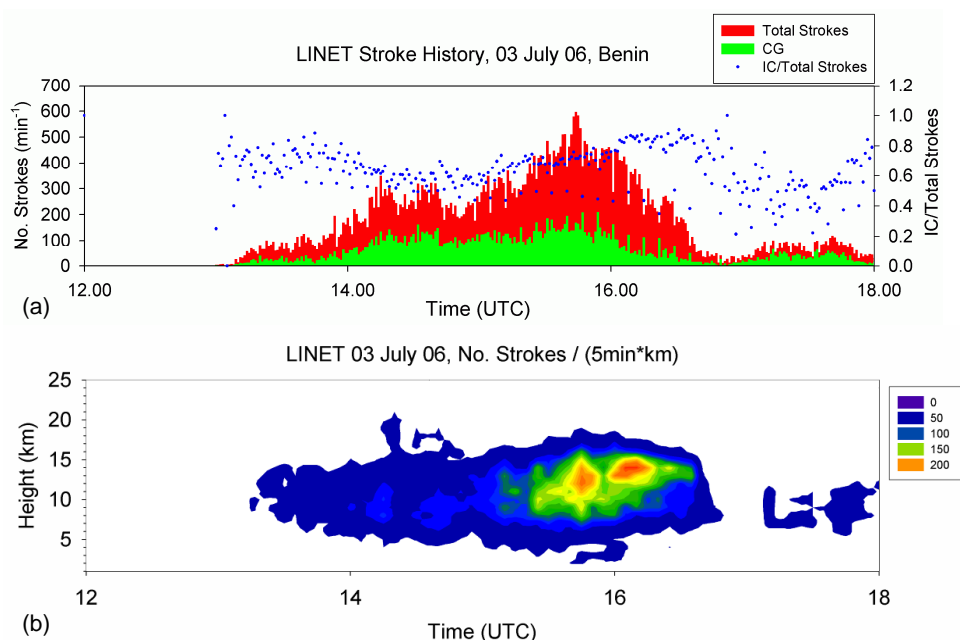 Total Strokes
CG
IC/Total Strokes
LINET Stroke History, 03 July 06, Benin
700
600
500
400
300
200
100
0
No. Strokes (min⁻¹)
1.2
1.0
0.8
0.6
0.4
0.2
0.0
IC/Total Strokes
12.00 14.00 16.00 18.00
Time (UTC)
(a)
LINET 03 July 06, No. Strokes / (5min*km)
25
20
15
10
5
Height (km)
0
50
100
150
200
12 14 16 18
Time (UTC)
(b)